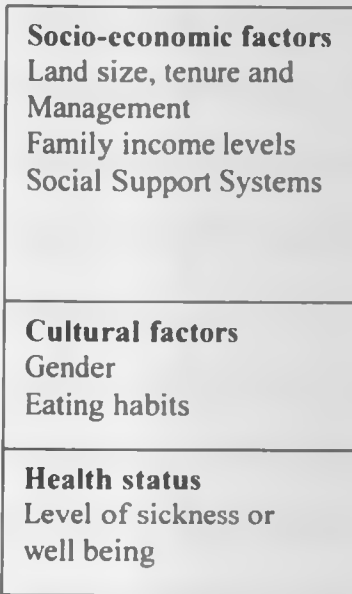 Socio-economic factors
Land size, tenure and
Management
Family income levels
Social Support Systems
Cultural factors
Gender
Eating habits
Health status
Level of sickness or
well being